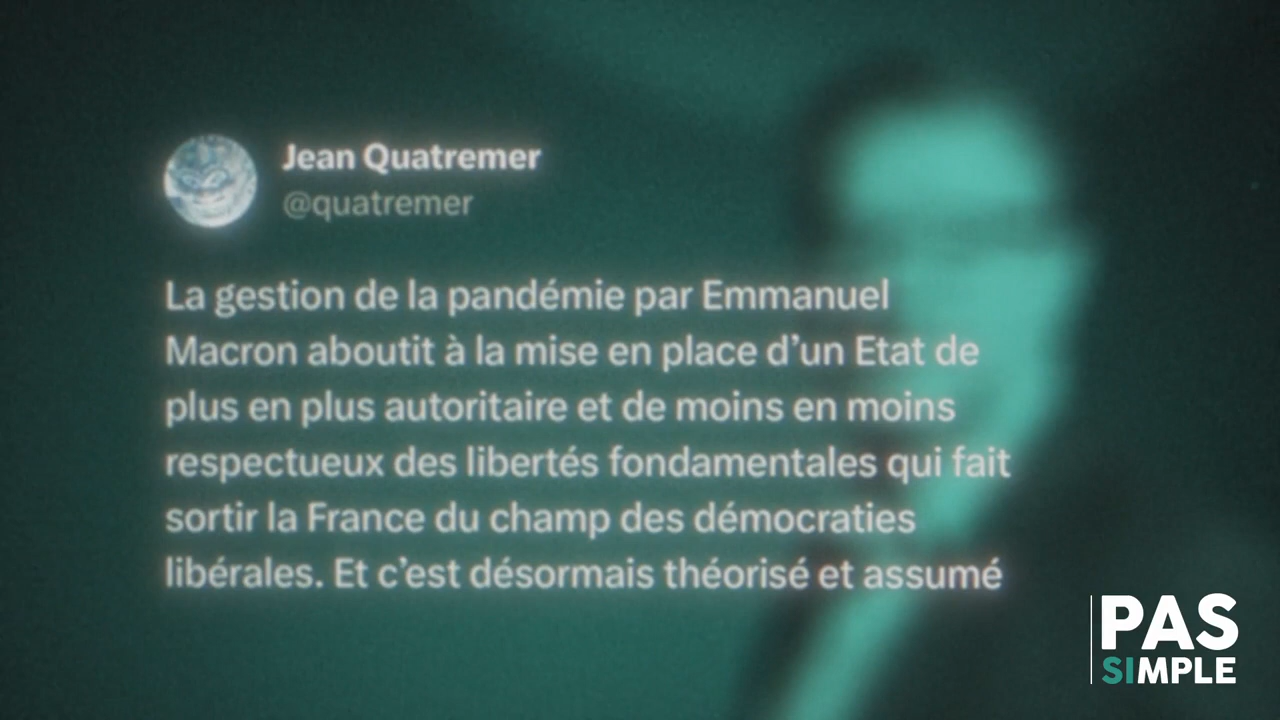 Jean Quatremer
@quatremer
La gestion de la pandémie par Emmanuel
Macron aboutit à la mise en place d’un Etat de
plus en plus autoritaire et de moins en moins
respectueux des libertés fondamentales qui fait
sortir la France du champ des démocraties
libérales. Et c’est désormais théorisé et assumé
PAS
SIMPLE